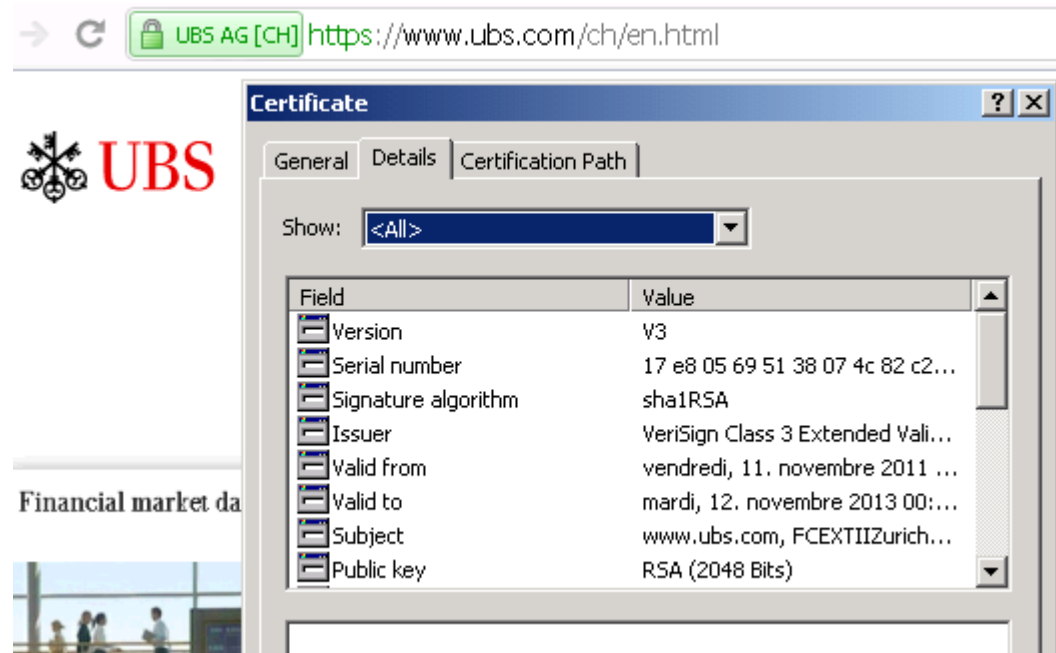 UBS AG [CH] https://www.ubs.com/ch/en.html
Certificate
UBS
General Details Certification Path
Show: <All>
Field Value
Version V3
Serial number 17 e8 05 69 51 38 07 4c 82 c2...
Signature algorithm sha1RSA
Issuer VeriSign Class 3 Extended Vali...
Valid from vendredi, 11. novembre 2011 ...
Valid to mardi, 12. novembre 2013 00:...
Financial market da
Subject www.ubs.com, FCEXTIIZurich...
Public key RSA (2048 Bits)